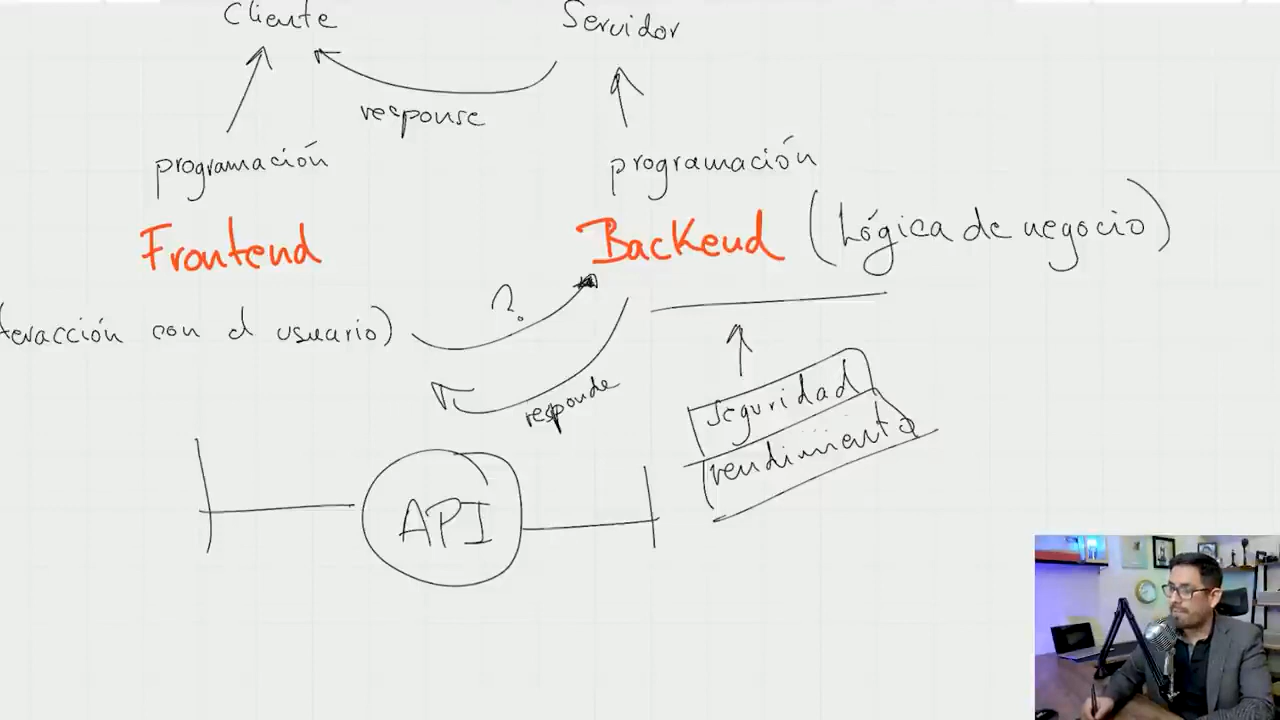 Cliente
Servidor
response
programación
programación
Frontend
Backend (Lógica de negocio)
teracción con el usuario)
?
responde
seguridad
rendimiento
API